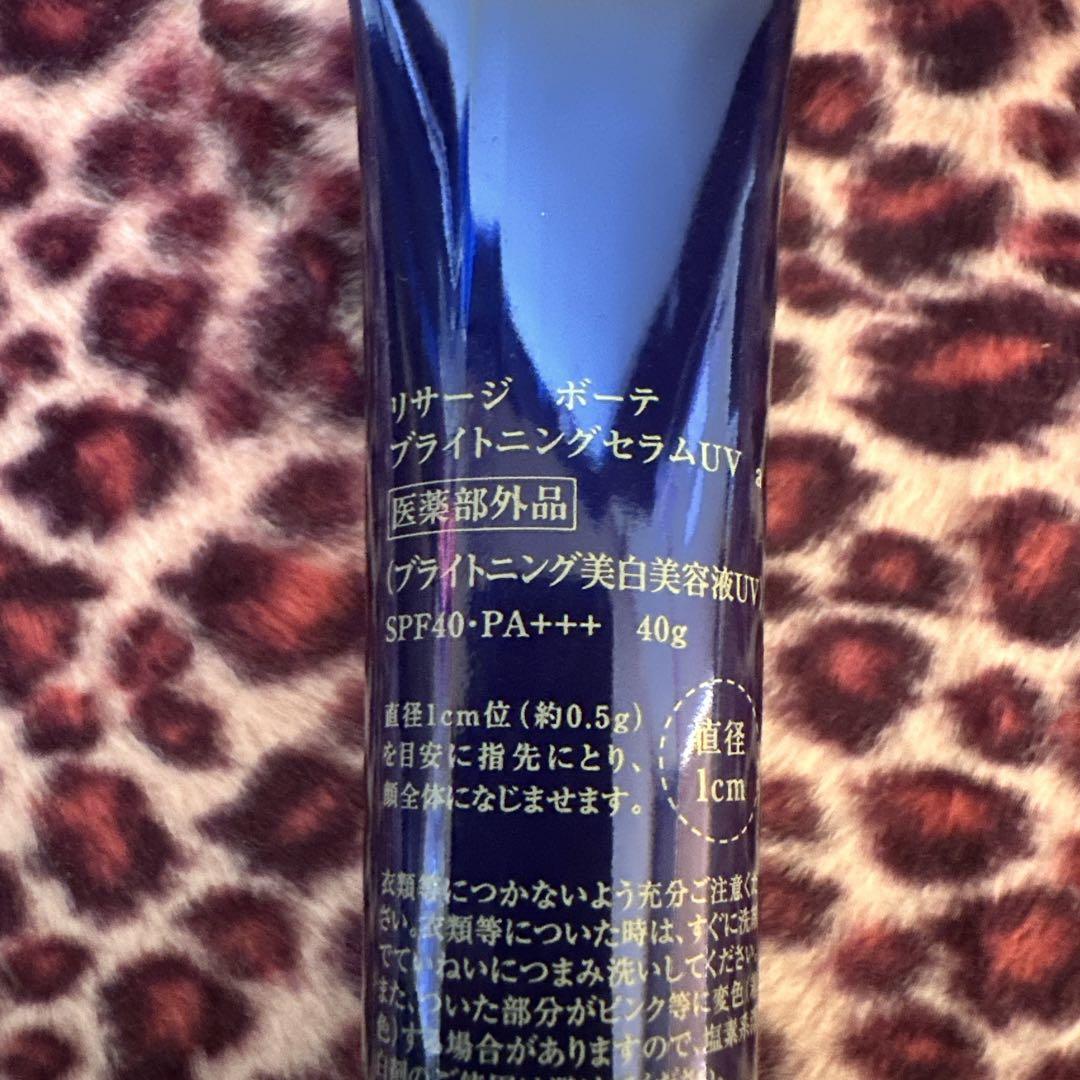 リサージ ボーテ
ブライトニングセラムUV a
医薬部外品
(ブライトニング美白美容液UV)
SPF40・PA+++ 40g
直径1cm位(約0.5g)
を目安に指先にとり、
顔全体になじませます。
直径
1cm
衣類等につかないよう充分ご注意くだ
さい。衣類等についた時は、すぐに洗
でていねいにつまみ洗いしてください。
また、ついた部分がピンク等に変色(
色)する場合がありますので、塩素系